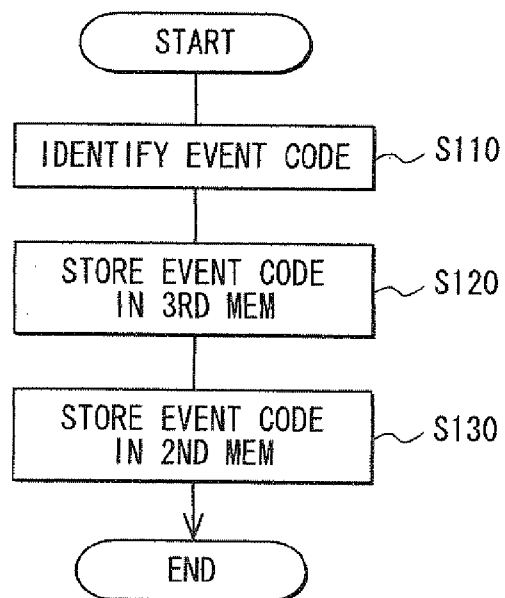 START
IDENTIFY EVENT CODE
S110
STORE EVENT CODE
IN 3RD MEM
S120
STORE EVENT CODE
IN 2ND MEM
S130
END